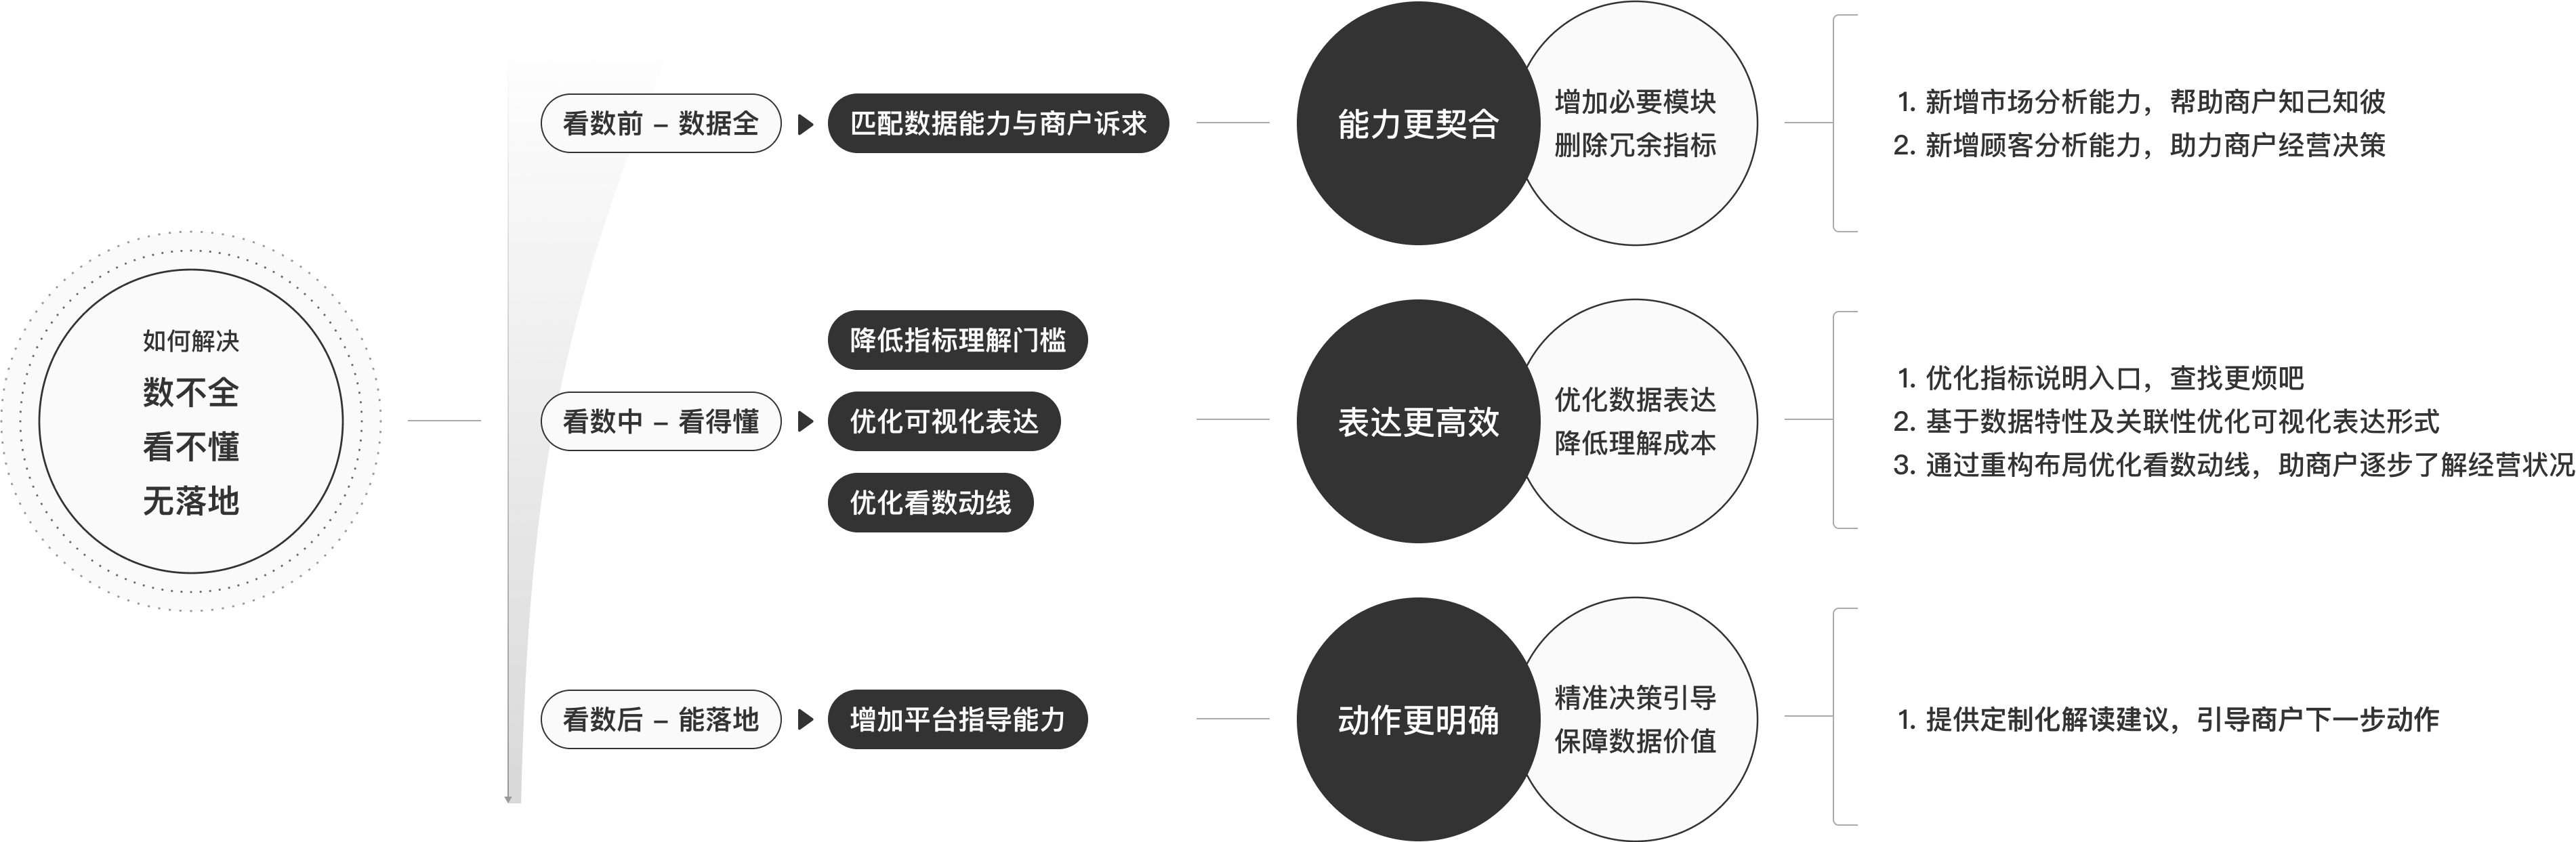 如何解决
数不全
看不懂
无落地
看数前 – 数据全
匹配数据能力与商户诉求
能力更契合
增加必要模块
删除冗余指标
1. 新增市场分析能力，帮助商户知己知彼
2. 新增顾客分析能力，助力商户经营决策
看数中 – 看得懂
降低指标理解门槛
优化可视化表达
优化看数动线
表达更高效
优化数据表达
降低理解成本
1. 优化指标说明入口，查找更烦吧
2. 基于数据特性及关联性优化可视化表达形式
3. 通过重构布局优化看数动线，助商户逐步了解经营状况
看数后 – 能落地
增加平台指导能力
动作更明确
精准决策引导
保障数据价值
1. 提供定制化解读建议，引导商户下一步动作